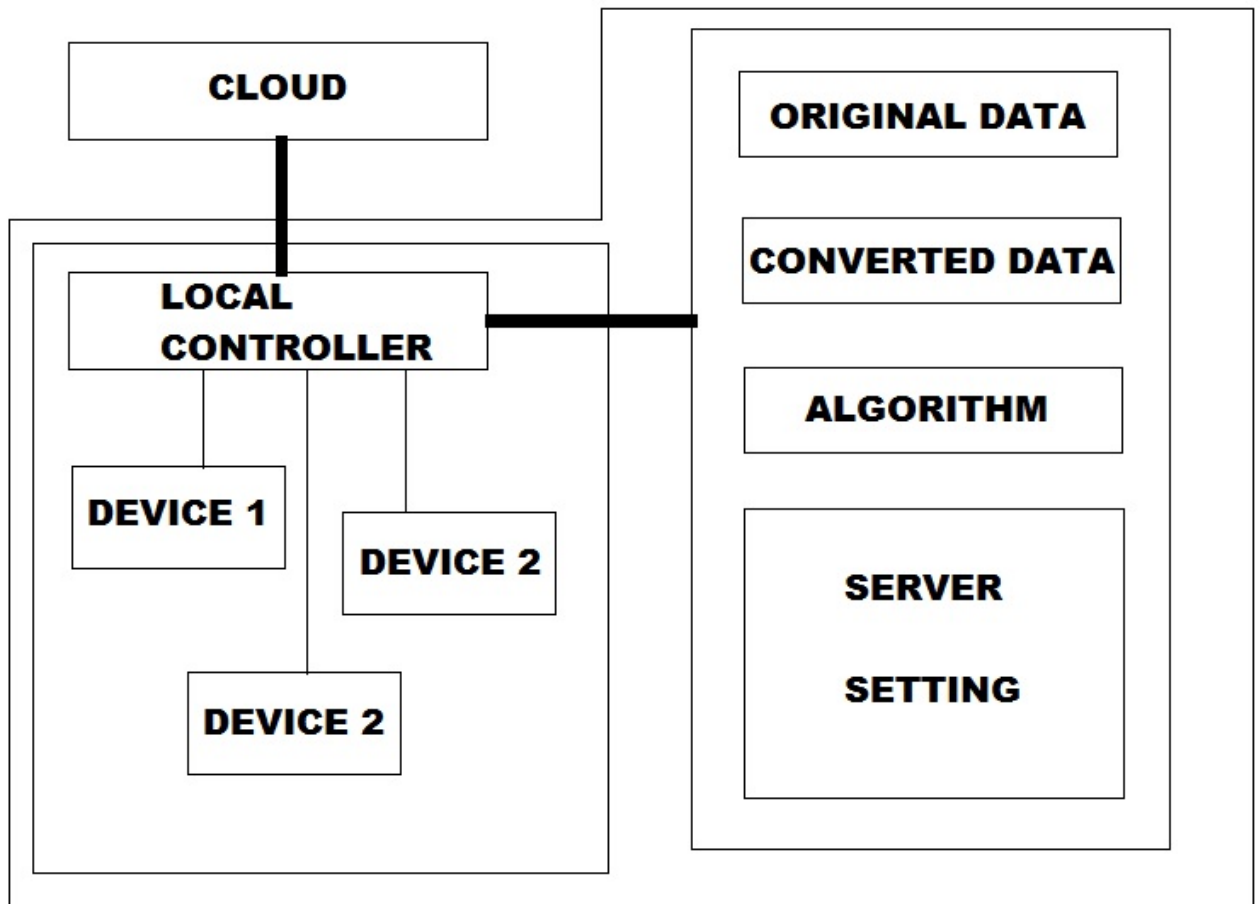 CLOUD
LOCAL
CONTROLLER
DEVICE 1
DEVICE 2
DEVICE 2
ORIGINAL DATA
CONVERTED DATA
ALGORITHM
SERVER
SETTING